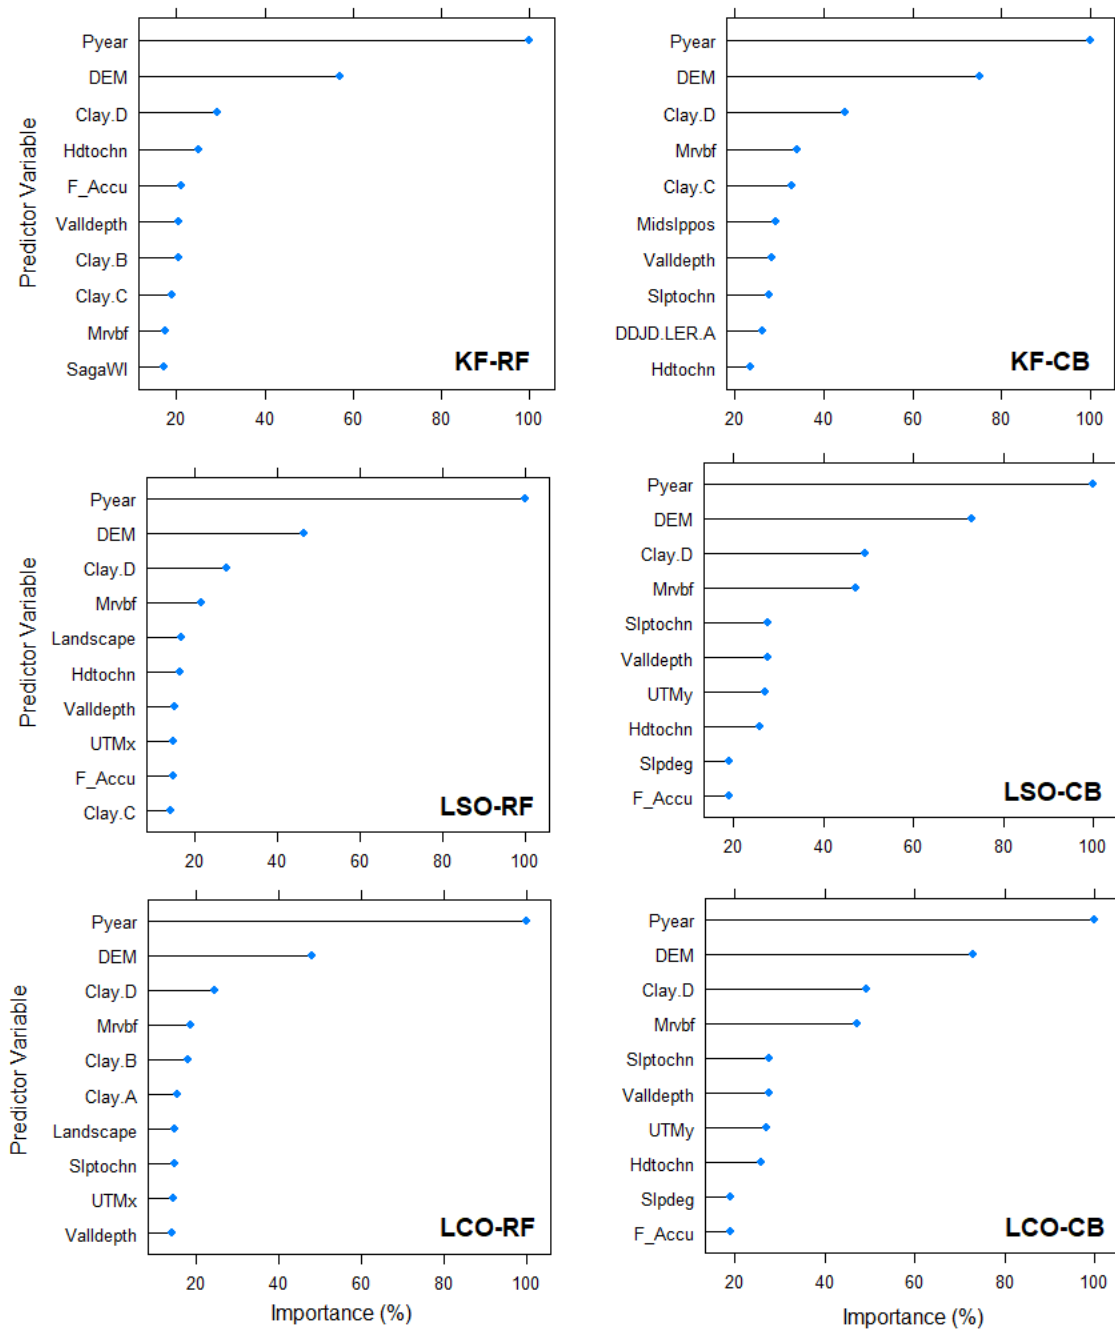 Predictor Variable
Pyear
DEM
Clay.D
Hdtochn
F_Accu
Valldepth
Clay.B
Clay.C
Mrvbf
SagaWI
KF-RF
20 40 60 80 100
Pyear
DEM
Clay.D
Mrvbf
Clay.C
Midslppos
Valldepth
Slptochn
DDJD.LER.A
Hdtochn
KF-CB
20 40 60 80 100
Predictor Variable
Pyear
DEM
Clay.D
Mrvbf
Landscape
Hdtochn
Valldepth
UTMx
F_Accu
Clay.C
LSO-RF
20 40 60 80 100
Pyear
DEM
Clay.D
Mrvbf
Slptochn
Valldepth
UTMy
Hdtochn
Slpdeg
F_Accu
LSO-CB
20 40 60 80 100
Predictor Variable
Pyear
DEM
Clay.D
Mrvbf
Clay.B
Clay.A
Landscape
Slptochn
UTMx
Valldepth
LCO-RF
20 40 60 80 100
Importance (%)
Pyear
DEM
Clay.D
Mrvbf
Slptochn
Valldepth
UTMy
Hdtochn
Slpdeg
F_Accu
LCO-CB
20 40 60 80 100
Importance (%)